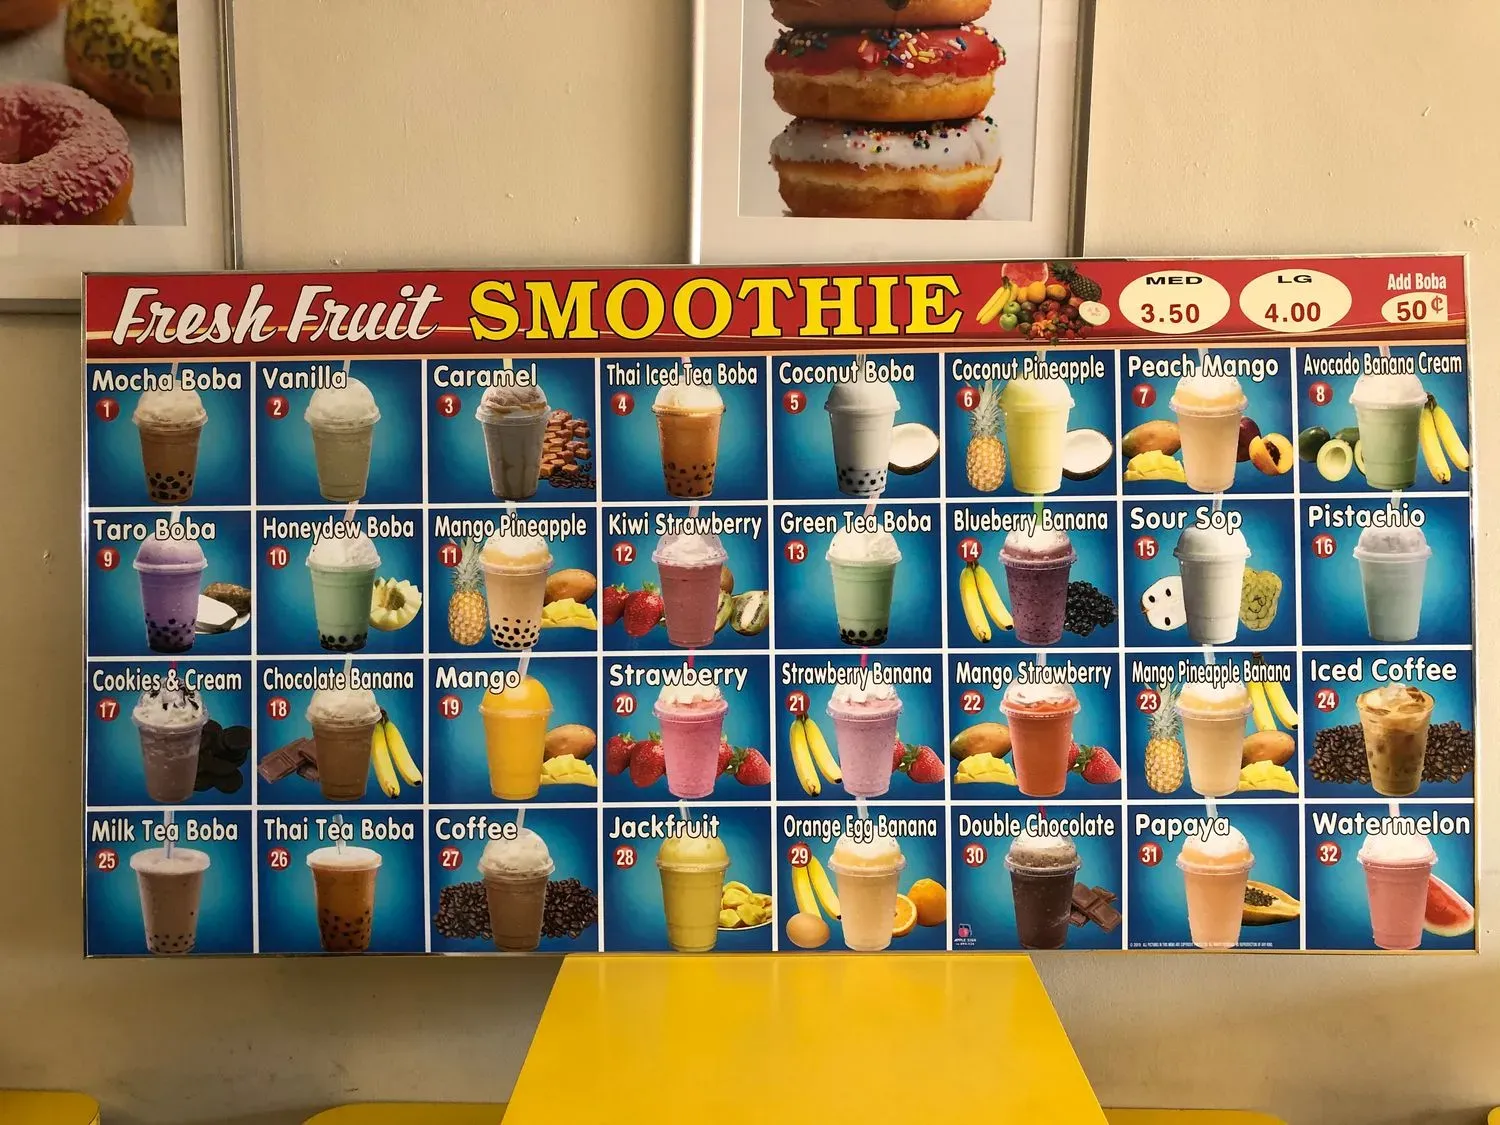 Fresh Fruit SMOOTHIE
MED
3.50
LG
4.00
Add Boba
50¢
Mocha Boba
1
Vanilla
2
Caramel
3
Thai Iced Tea Boba
4
Coconut Boba
5
Coconut Pineapple
6
Peach Mango
7
Avocado Banana Cream
8
Taro Boba
9
Honeydew Boba
10
Mango Pineapple
11
Kiwi Strawberry
12
Green Tea Boba
13
Blueberry Banana
14
Sour Sop
15
Pistachio
16
Cookies & Cream
17
Chocolate Banana
18
Mango
19
Strawberry
20
Strawberry Banana
21
Mango Strawberry
22
Mango Pineapple Banana
23
Iced Coffee
24
Milk Tea Boba
25
Thai Tea Boba
26
Coffee
27
Jackfruit
28
Orange Egg Banana
29
Double Chocolate
30
Papaya
31
Watermelon
32